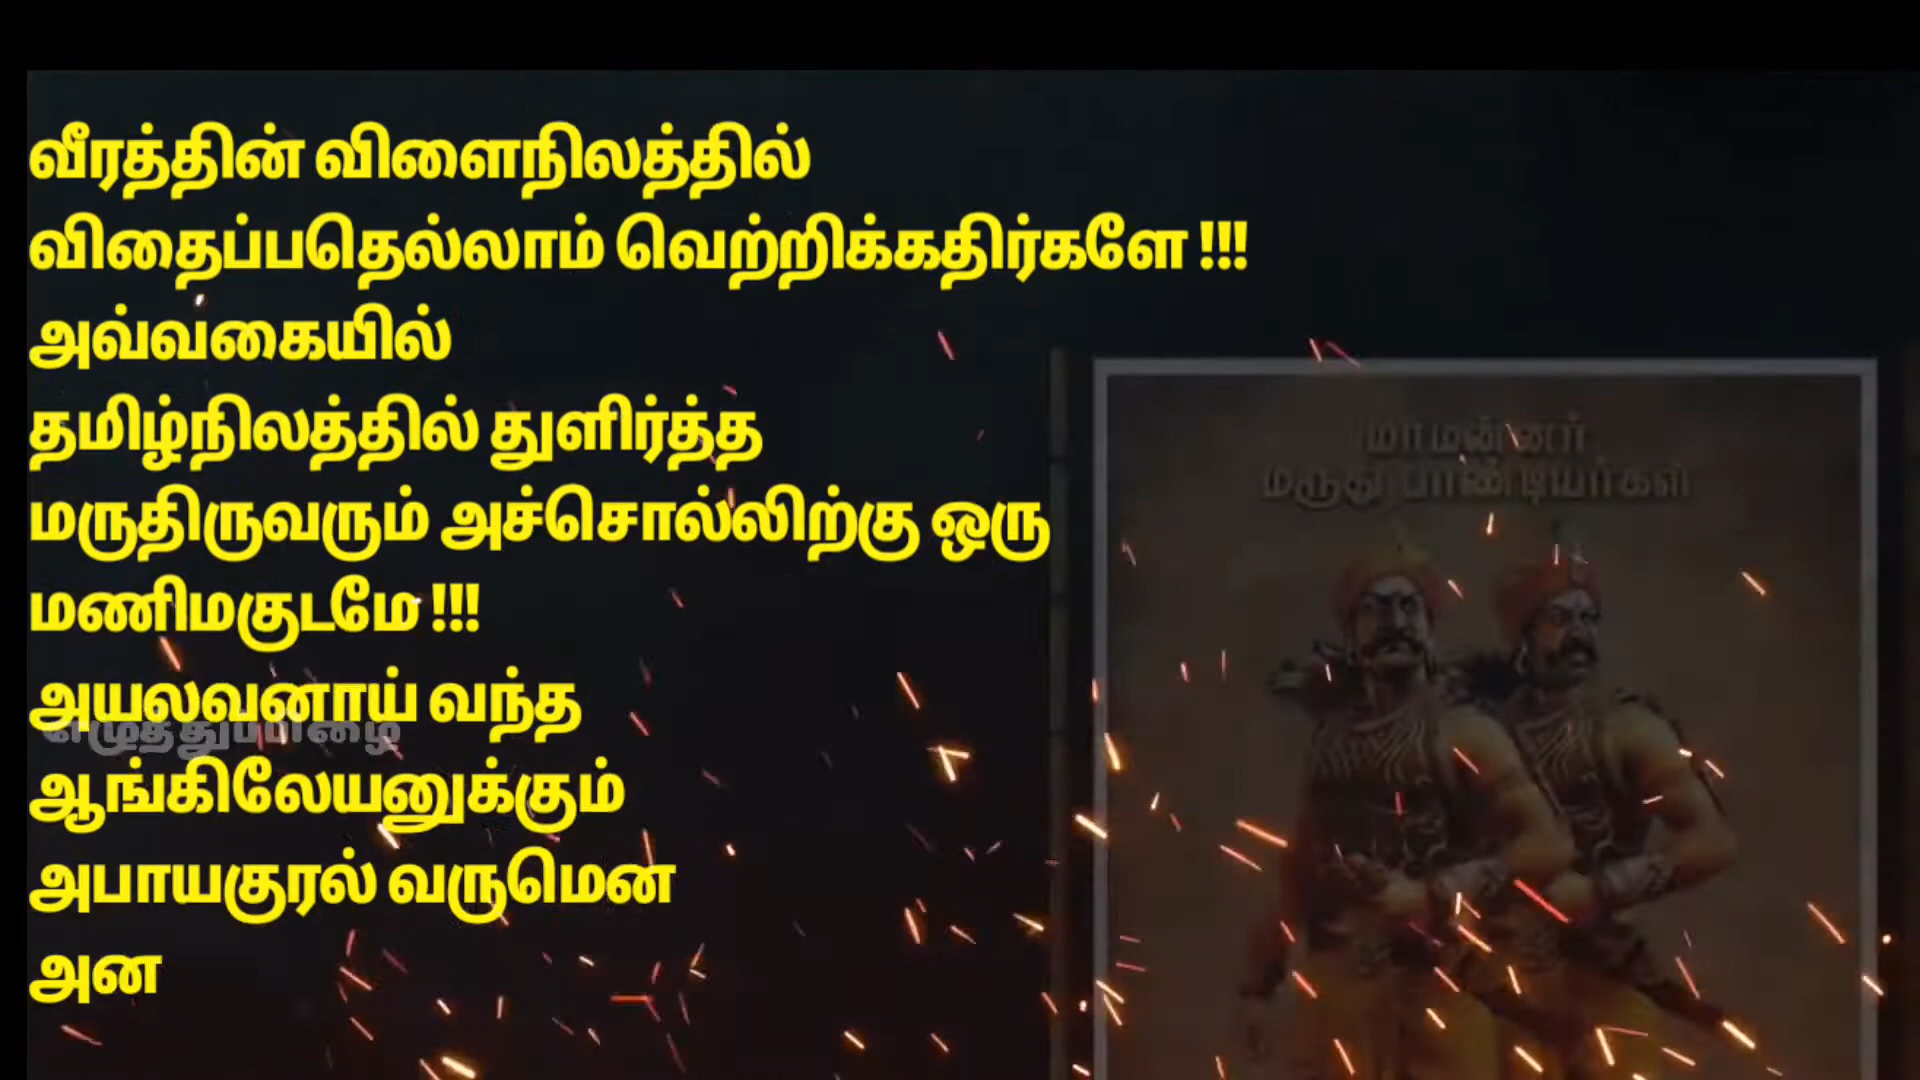 வீரத்தின் விளைநிலத்தில்
விதைப்பதெல்லாம் வெற்றிக்கதிர்களே !!!
அவ்வகையில்
தமிழ்நிலத்தில் துளிர்த்த
மருதிருவரும் அச்சொல்லிற்கு ஒரு
மணிமகுடமே !!!
அயலவனாய் வந்த
எழுத்துப்பிழை
ஆங்கிலேயனுக்கும்
அபாயகுரல் வருமென
அன
மாமன்னர்
மருது பாண்டியர்கள்